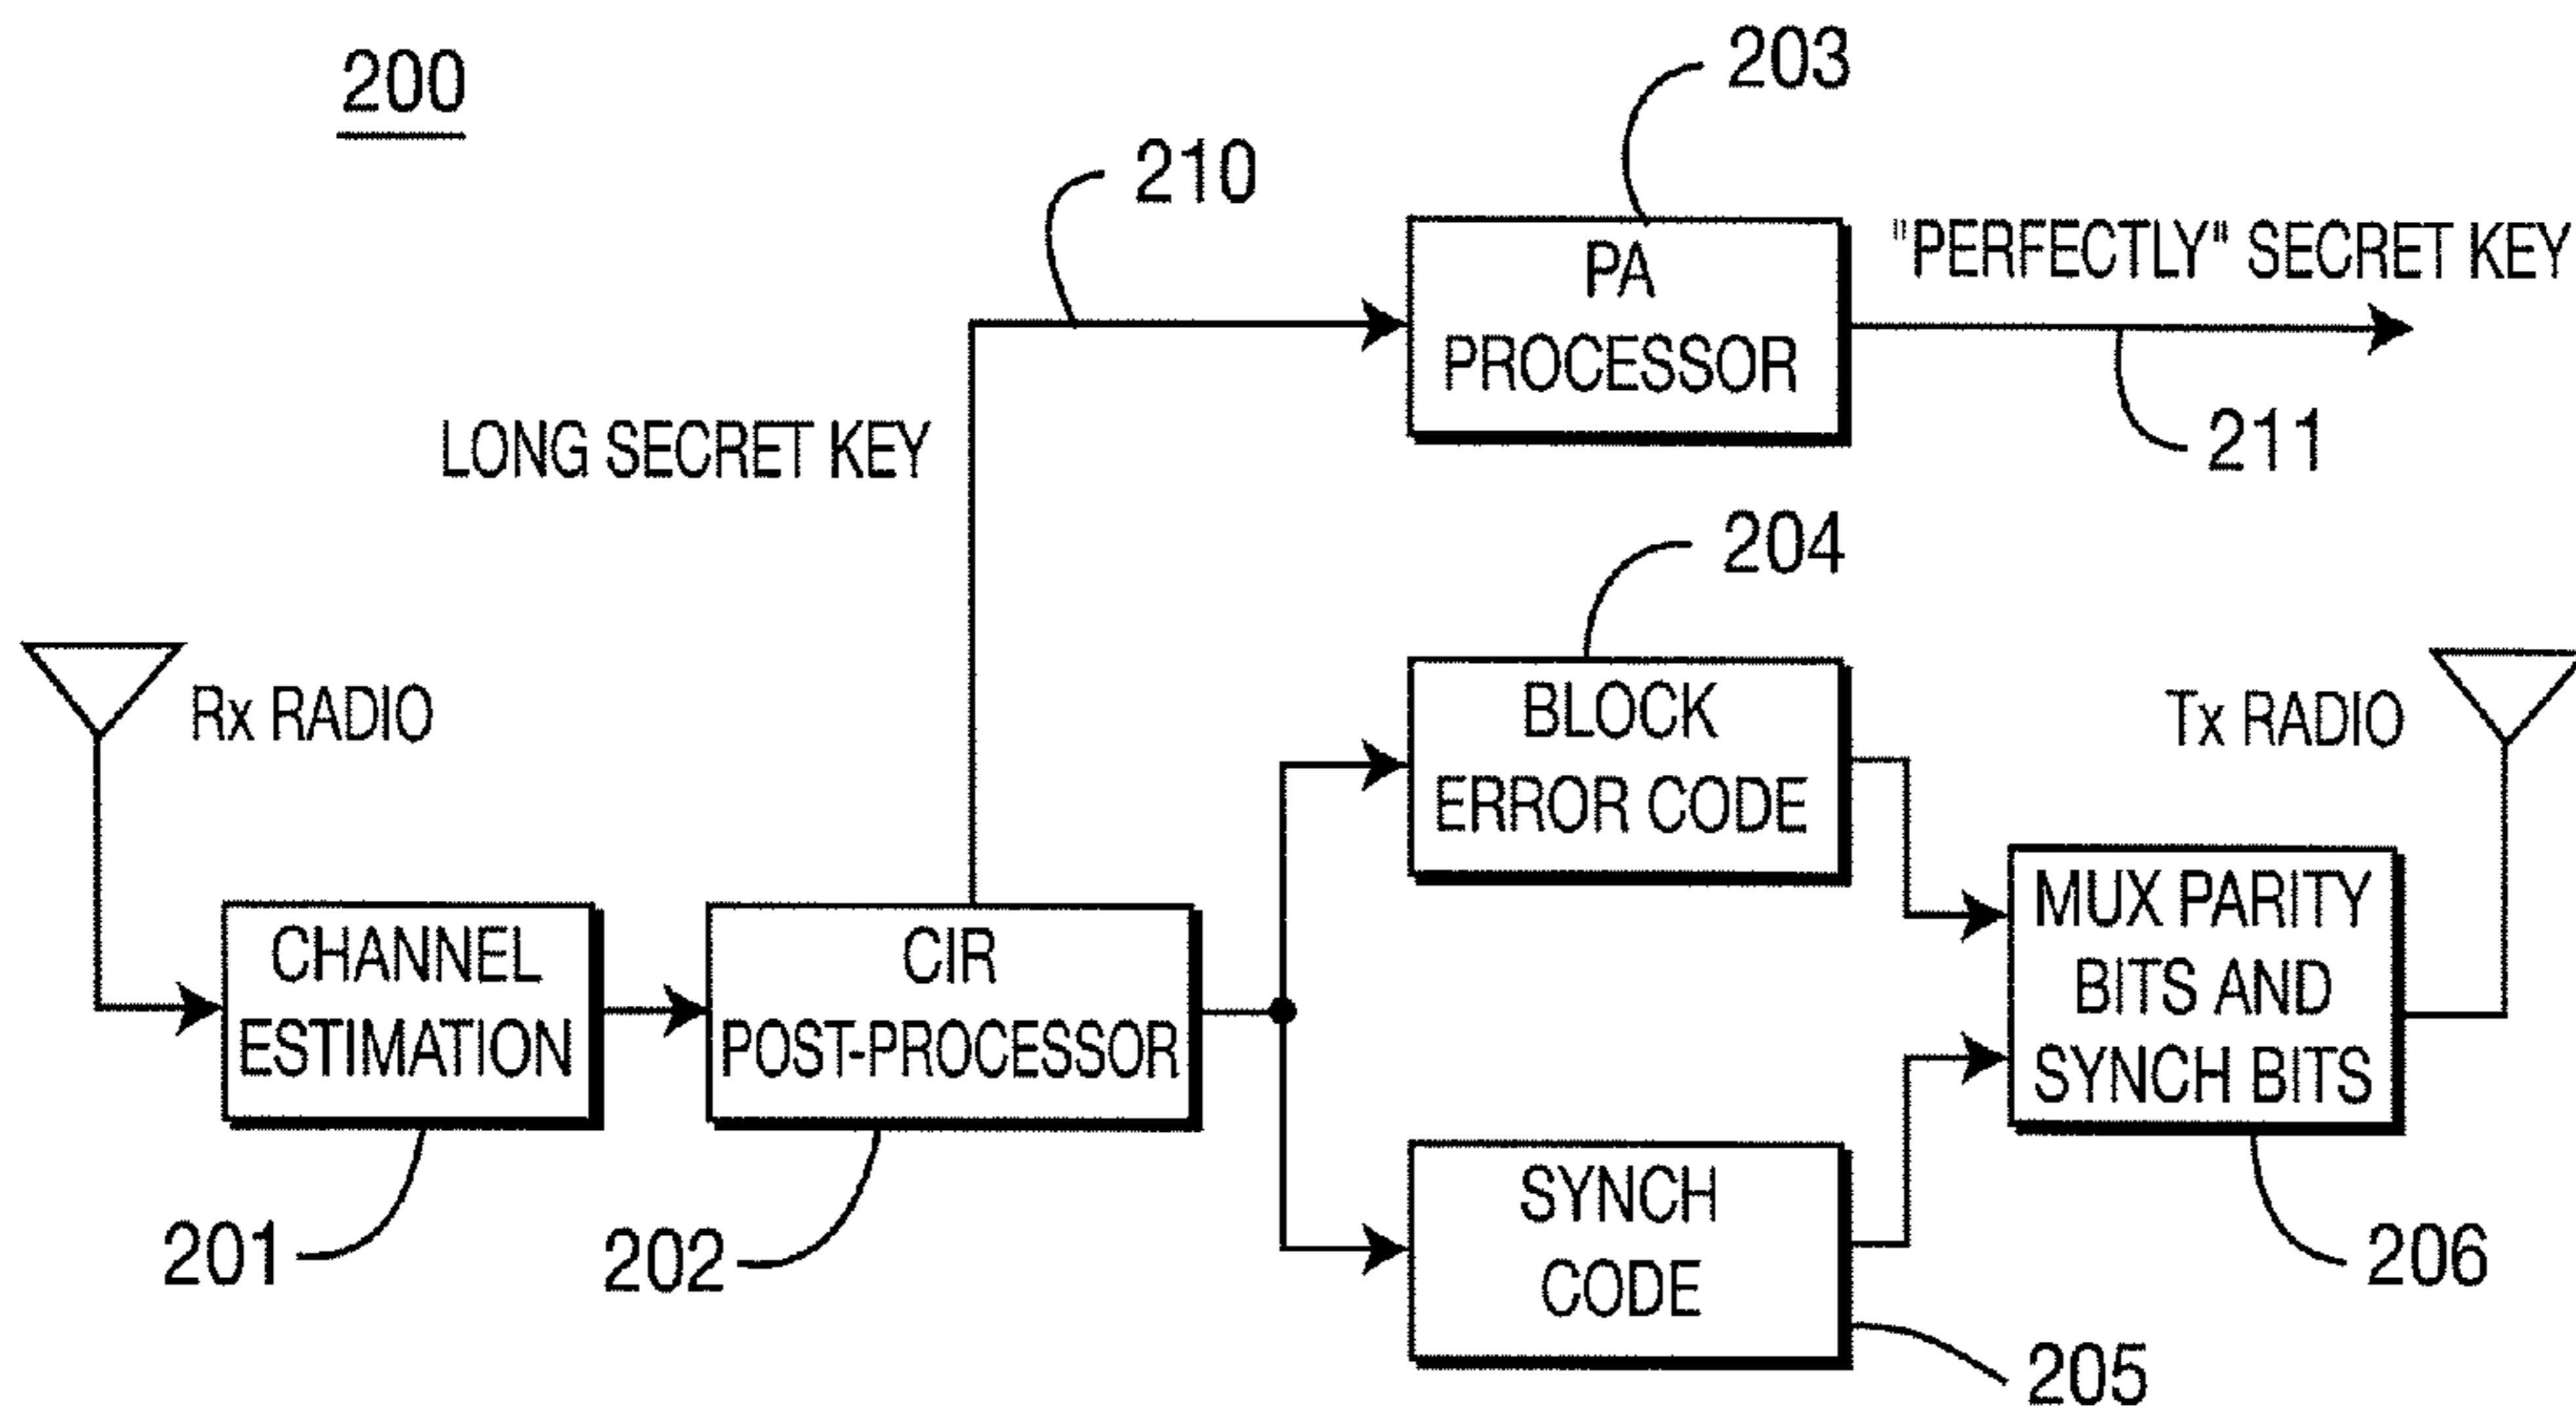 200
203
210
PA
PROCESSOR
"PERFECTLY" SECRET KEY
211
LONG SECRET KEY
204
Rx RADIO
BLOCK
ERROR CODE
Tx RADIO
CHANNEL
ESTIMATION
CIR
POST-PROCESSOR
MUX PARITY
BITS AND
SYNCH BITS
SYNCH
CODE
201
202
206
205